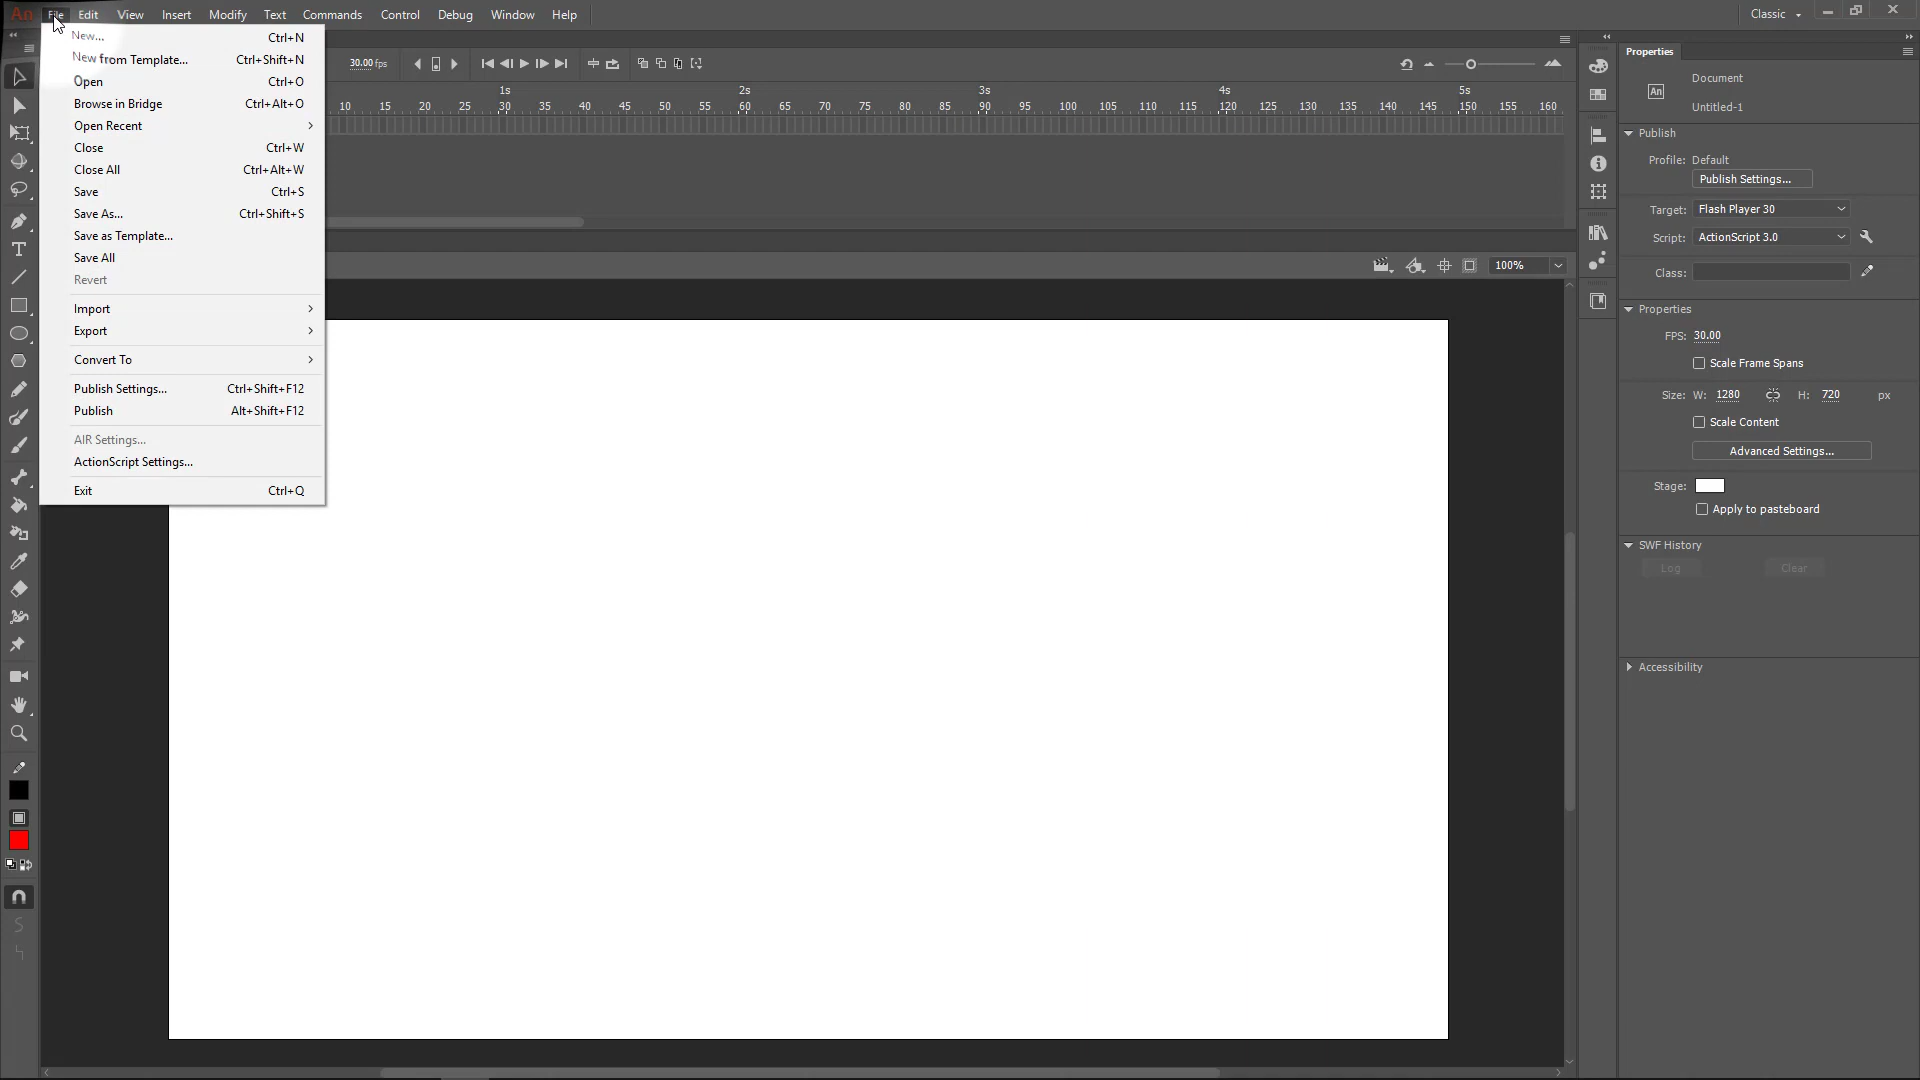 An File Edit View Insert Modify Text Commands Control Debug Window Help Classic
New... Ctrl+N
New from Template... Ctrl+Shift+N
Open Ctrl+O
Browse in Bridge Ctrl+Alt+O
Open Recent
Close Ctrl+W
Close All Ctrl+Alt+W
Save Ctrl+S
Save As... Ctrl+Shift+S
Save as Template...
Save All
Revert
Import
Export
Convert To
Publish Settings... Ctrl+Shift+F12
Publish Alt+Shift+F12
AIR Settings...
ActionScript Settings...
Exit Ctrl+Q
30.00 fps
1s 2s 3s 4s 5s
10 15 20 25 30 35 40 45 50 55 60 65 70 75 80 85 90 95 100 105 110 115 120 125 130 135 140 145 150 155 160
100%
Properties
An Document
Untitled-1
Publish
Profile: Default
Publish Settings...
Target: Flash Player 30
Script: ActionScript 3.0
Class:
Properties
FPS: 30.00
Scale Frame Spans
Size: W: 1280 H: 720 px
Scale Content
Advanced Settings...
Stage:
Apply to pasteboard
SWF History
Log Clear
Accessibility